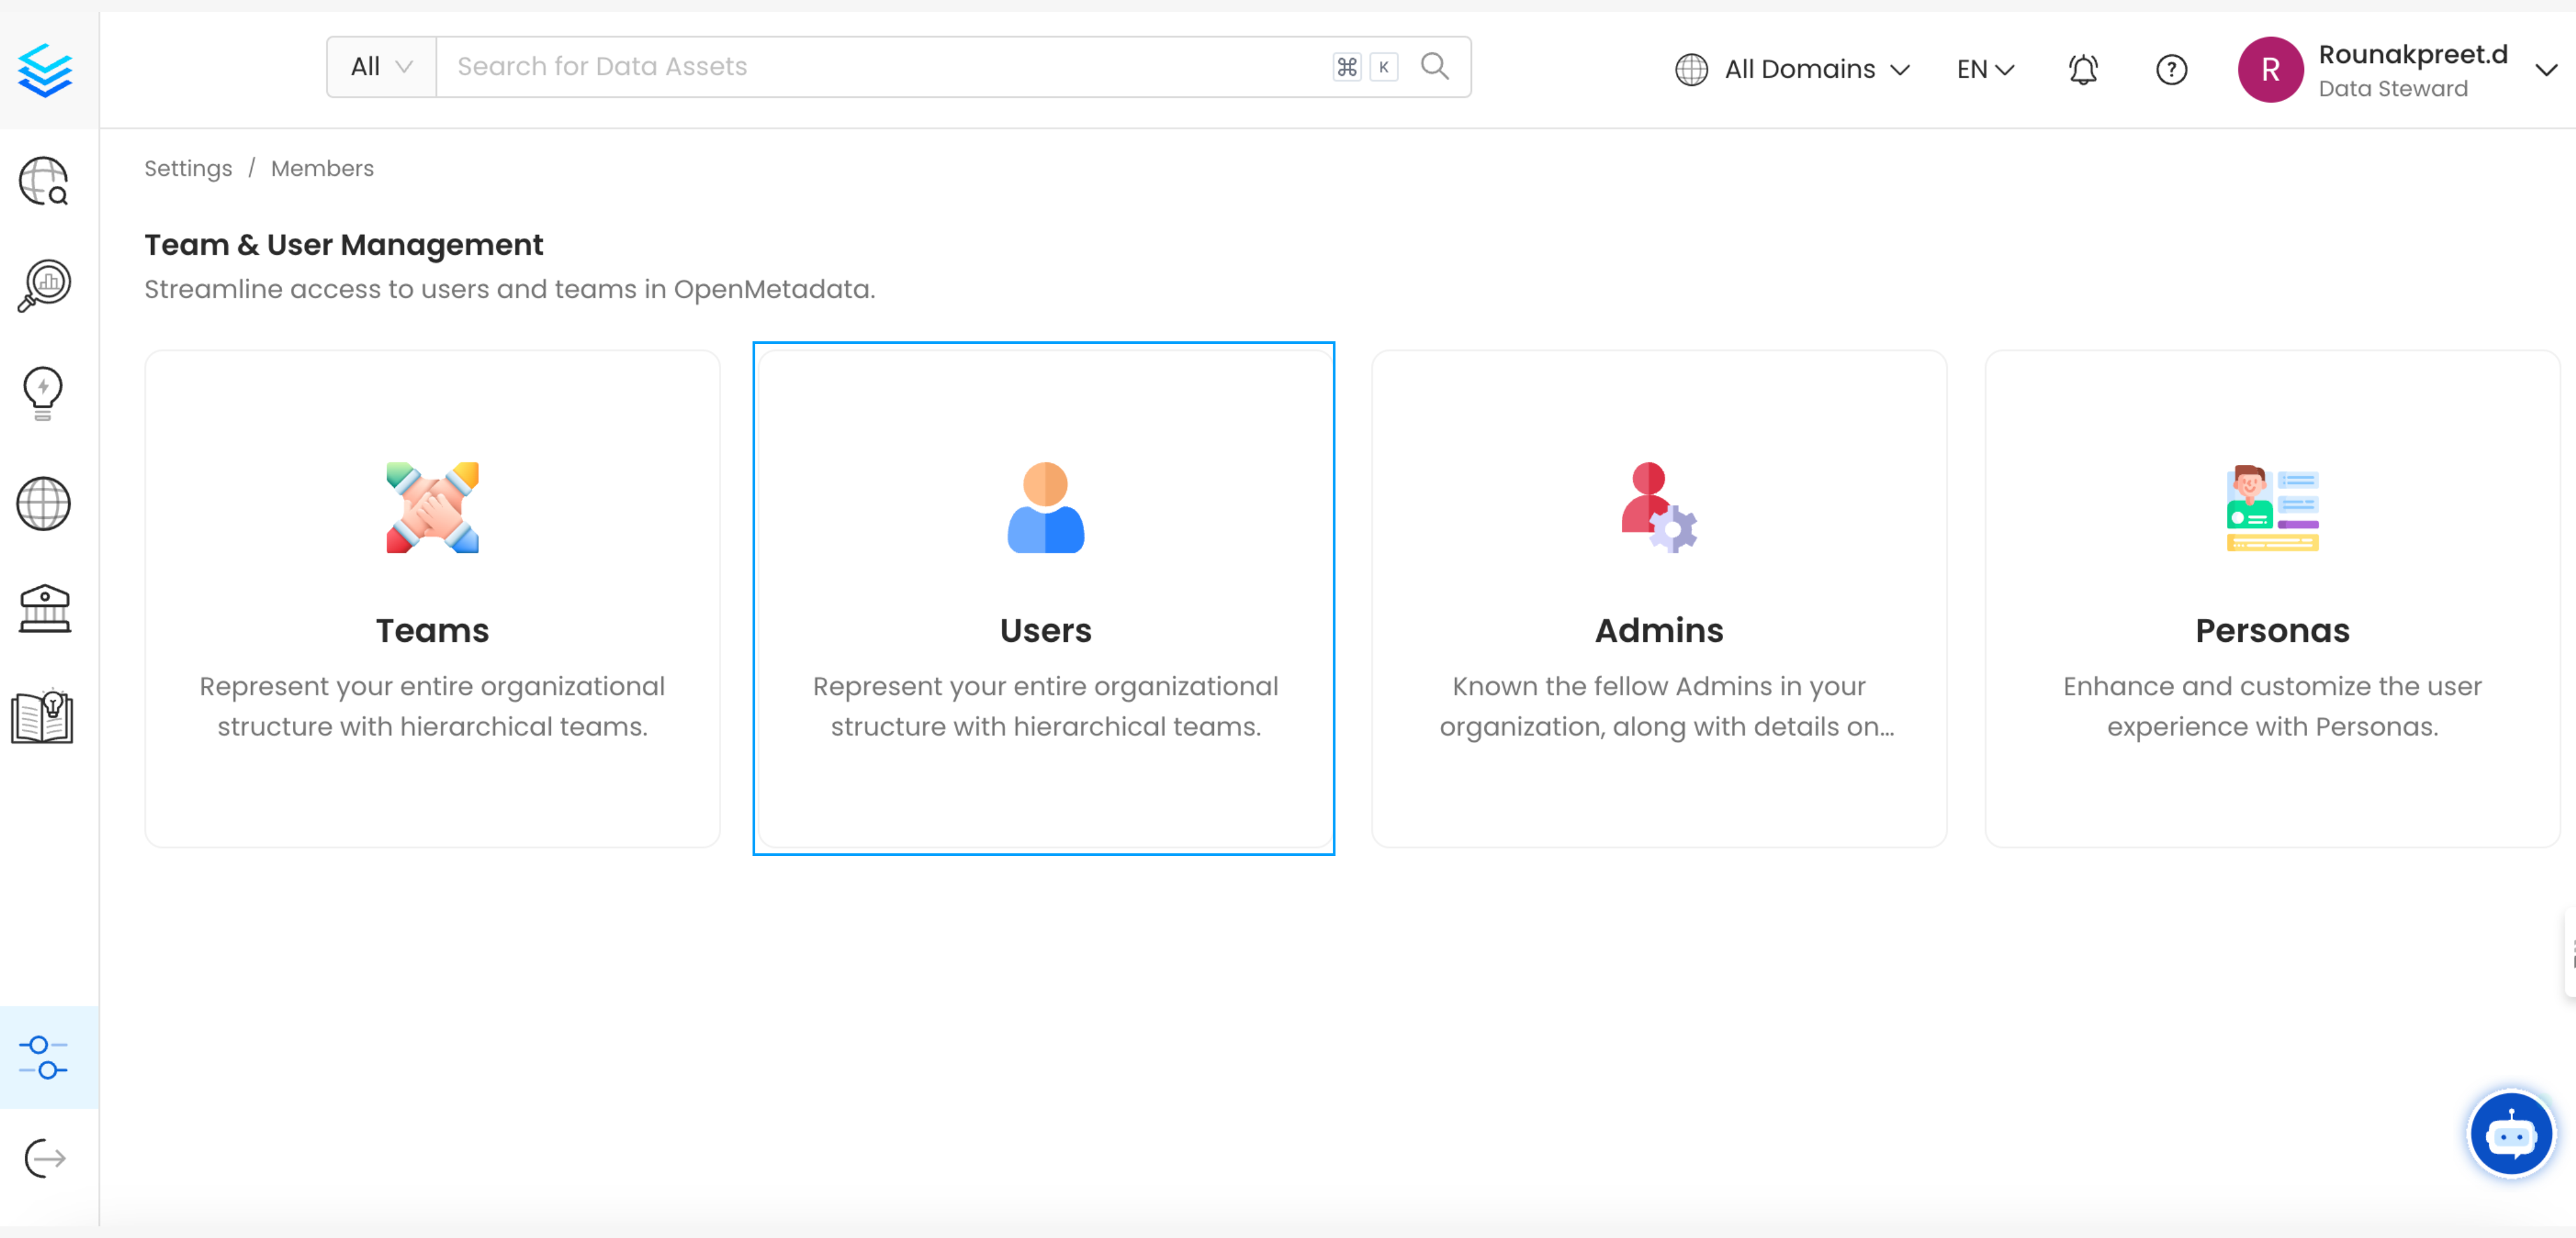 All
Search for Data Assets
⌘ K
All Domains
EN
R
Rounakpreet.d
Data Steward
Settings / Members
Team & User Management
Streamline access to users and teams in OpenMetadata.
Teams
Represent your entire organizational
structure with hierarchical teams.
Users
Represent your entire organizational
structure with hierarchical teams.
Admins
Known the fellow Admins in your
organization, along with details on...
Personas
Enhance and customize the user
experience with Personas.